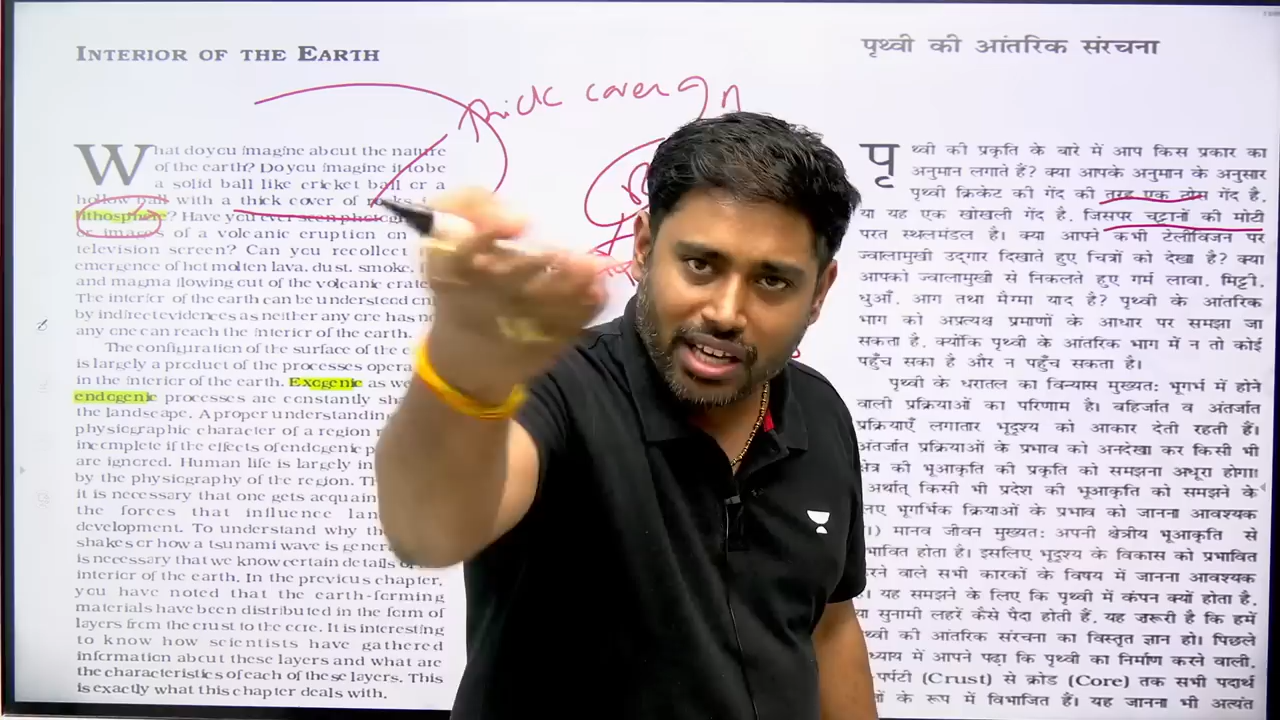 INTERIOR OF THE EARTH
पृथ्वी की आंतरिक संरचना
thick cover
What do you imagine about the nature
of the earth? Do you imagine it to be
a solid ball like cricket ball or a
hollow ball with a thick cover of rocks
lithosphere? Have you ever seen
or images of a volcanic eruption on
television screen? Can you recollect
emergence of hot molten lava, dust, smoke,
and magma flowing out of the volcanic
The interior of the earth can be understood
by indirect evidences as neither any one has
any one can reach the interior of the earth.
The configuration of the surface of the
is largely a product of the processes
in the interior of the earth. Exogenic as
endogenic processes are constantly
the landscape. A proper understanding
physiographic character of a region
incomplete if the effects of endogenic
are ignored. Human life is largely
by the physiography of the region.
it is necessary that one gets
the forces that influence
development. To understand why
shakes or how a tsunami wave is
is necessary that we know certain details
interior of the earth. In the previous chapter,
you have noted that the earth-forming
materials have been distributed in the form of
layers from the crust to the core. It is interesting
to know how scientists have gathered
information about these layers and what are
the characteristics of each of these layers. This
is exactly what this chapter deals with.
पृथ्वी की प्रकृति के बारे में आप किस प्रकार का
अनुमान लगाते हैं? क्या आपके अनुमान के अनुसार
पृथ्वी क्रिकेट की गेंद की तरह एक ठोस गेंद है,
या यह एक खोखली गेंद है, जिसपर चट्टानों की मोटी
परत स्थलमंडल है। क्या आपने कभी टेलीविजन पर
ज्वालामुखी उद्गार दिखाते हुए चित्रों को देखा है? क्या
आपको ज्वालामुखी से निकलते हुए गर्म लावा, मिट्टी,
धुआँ, आग तथा मैग्मा याद है? पृथ्वी के आंतरिक
भाग को अप्रत्यक्ष प्रमाणों के आधार पर समझा जा
सकता है, क्योंकि पृथ्वी के आंतरिक भाग में न तो कोई
पहुँच सका है और न पहुँच सकता है।
पृथ्वी के धरातल का विन्यास मुख्यतः भूगर्भ में होने
वाली प्रक्रियाओं का परिणाम है। बहिर्जात व अंतर्जात
प्रक्रियाएँ लगातार भूदृश्य को आकार देती रहती हैं।
अंतर्जात प्रक्रियाओं के प्रभाव को अनदेखा कर किसी भी
क्षेत्र की भूआकृति की प्रकृति को समझना अधूरा होगा।
अर्थात् किसी भी प्रदेश की भूआकृति को समझने के
भूगर्भिक क्रियाओं के प्रभाव को जानना आवश्यक
मानव जीवन मुख्यतः अपनी क्षेत्रीय भूआकृति से
होता है। इसलिए भूदृश्य के विकास को प्रभावित
वाले सभी कारकों के विषय में जानना आवश्यक
यह समझने के लिए कि पृथ्वी में कंपन क्यों होता है,
सुनामी लहरें कैसे पैदा होती हैं, यह जरूरी है कि हमें
की आंतरिक संरचना का विस्तृत ज्ञान हो। पिछले
में आपने पढ़ा कि पृथ्वी का निर्माण करने वाली,
(Crust) से क्रोड (Core) तक सभी पदार्थ
के रूप में विभाजित हैं। यह जानना भी अत्यंत